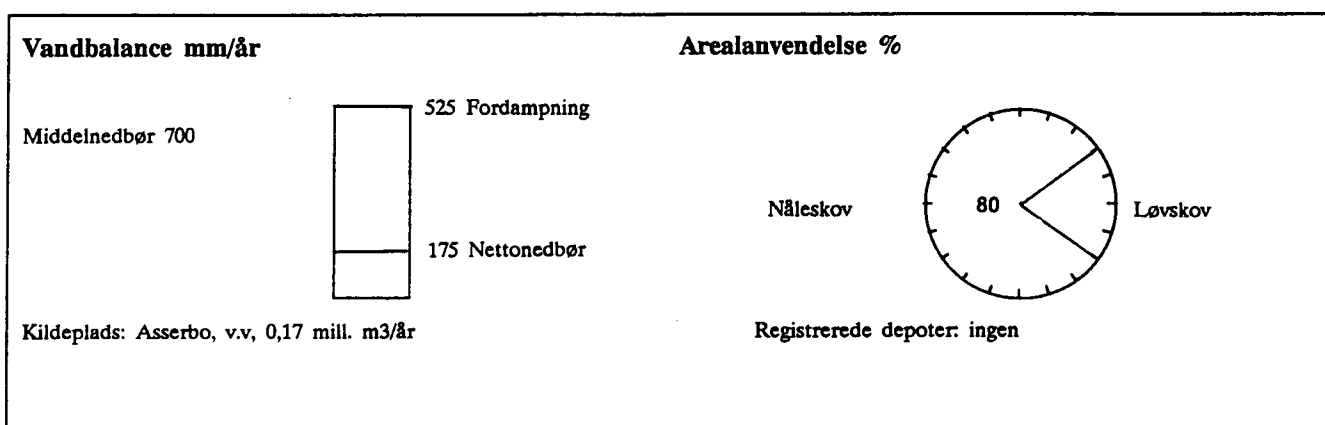 Vandbalance mm/år
Middelnedbør 700
525 Fordampning
175 Nettonedbør
Kildeplads: Asserbo, v.v, 0,17 mill. m3/år
Arealanvendelse %
Nåleskov
80
Løvskov
Registrerede depoter: ingen